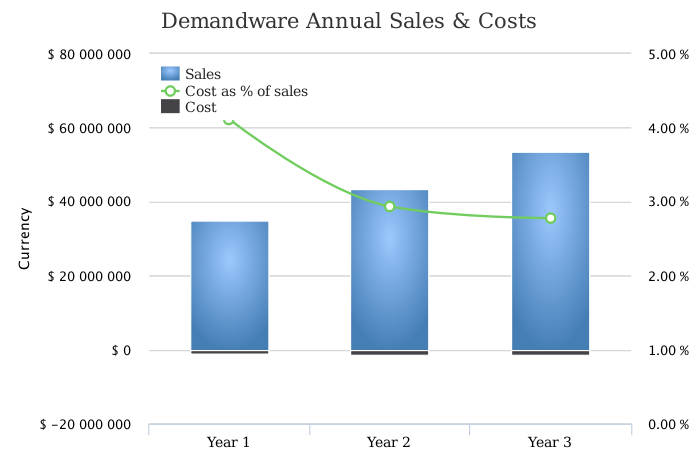 Demandware Annual Sales & Costs
$ 80 000 000
5.00 %
Sales
Cost as % of sales
Cost
$ 60 000 000
4.00 %
$ 40 000 000
3.00 %
Currency
$ 20 000 000
2.00 %
$ 0
1.00 %
$ −20 000 000
0.00 %
Year 1
Year 2
Year 3